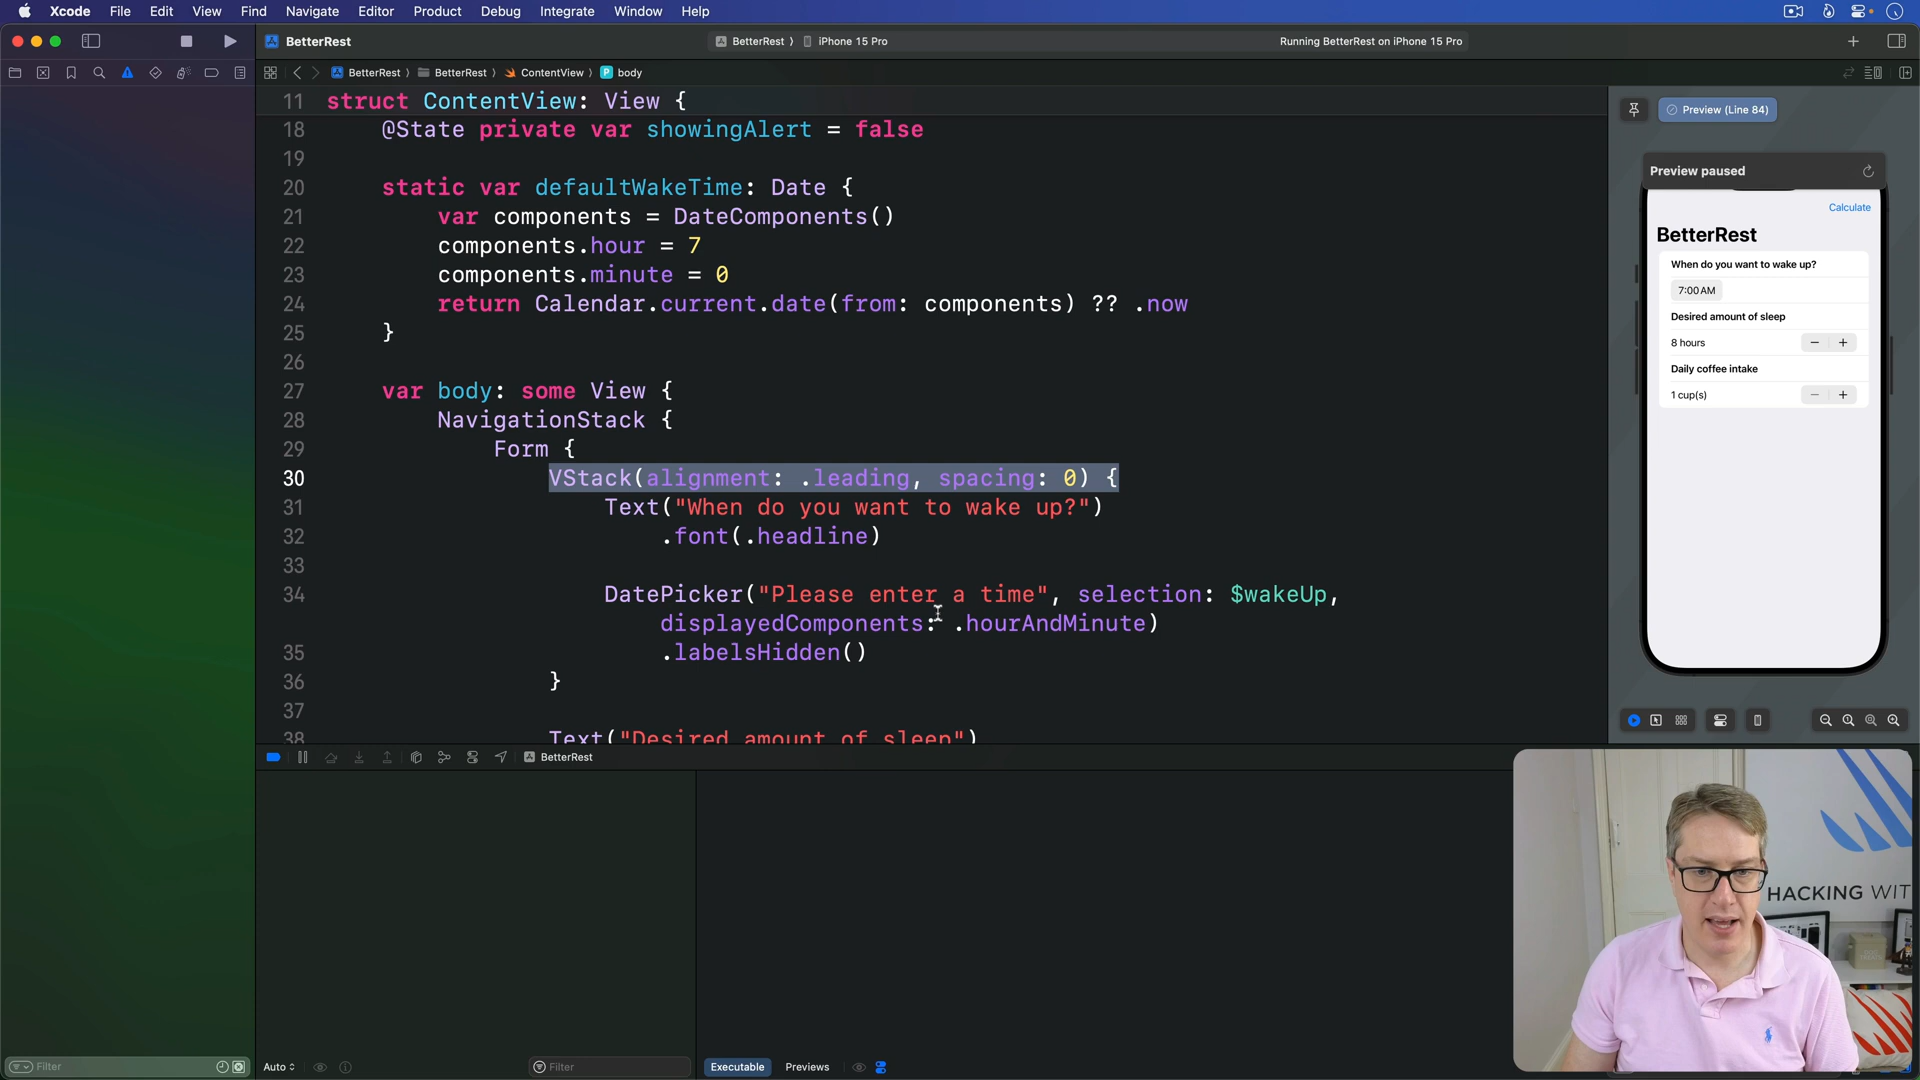 Xcode File Edit View Find Navigate Editor Product Debug Integrate Window Help
BetterRest
BetterRest 〉 iPhone 15 Pro
Running BetterRest on iPhone 15 Pro
BetterRest 〉 BetterRest 〉 ContentView 〉 P body
11 struct ContentView: View {
18 @State private var showingAlert = false
19
20 static var defaultWakeTime: Date {
21 var components = DateComponents()
22 components.hour = 7
23 components.minute = 0
24 return Calendar.current.date(from: components) ?? .now
25 }
26
27 var body: some View {
28 NavigationStack {
29 Form {
30 VStack(alignment: .leading, spacing: 0) {
31 Text("When do you want to wake up?")
32 .font(.headline)
33
34 DatePicker("Please enter a time", selection: $wakeUp,
displayedComponents: .hourAndMinute)
35 .labelsHidden()
36 }
37
38 Text("Desired amount of sleep")
Preview (Line 84)
Preview paused
Calculate
BetterRest
When do you want to wake up?
7:00 AM
Desired amount of sleep
8 hours − +
Daily coffee intake
1 cup(s) − +
BetterRest
HACKING WIT
Filter
Auto
Filter
Executable
Previews